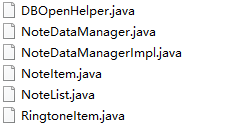 DBOpenHelper.java
NoteDataManager.java
NoteDataManagerImpl.java
NoteItem.java
NoteList.java
RingtoneItem.java